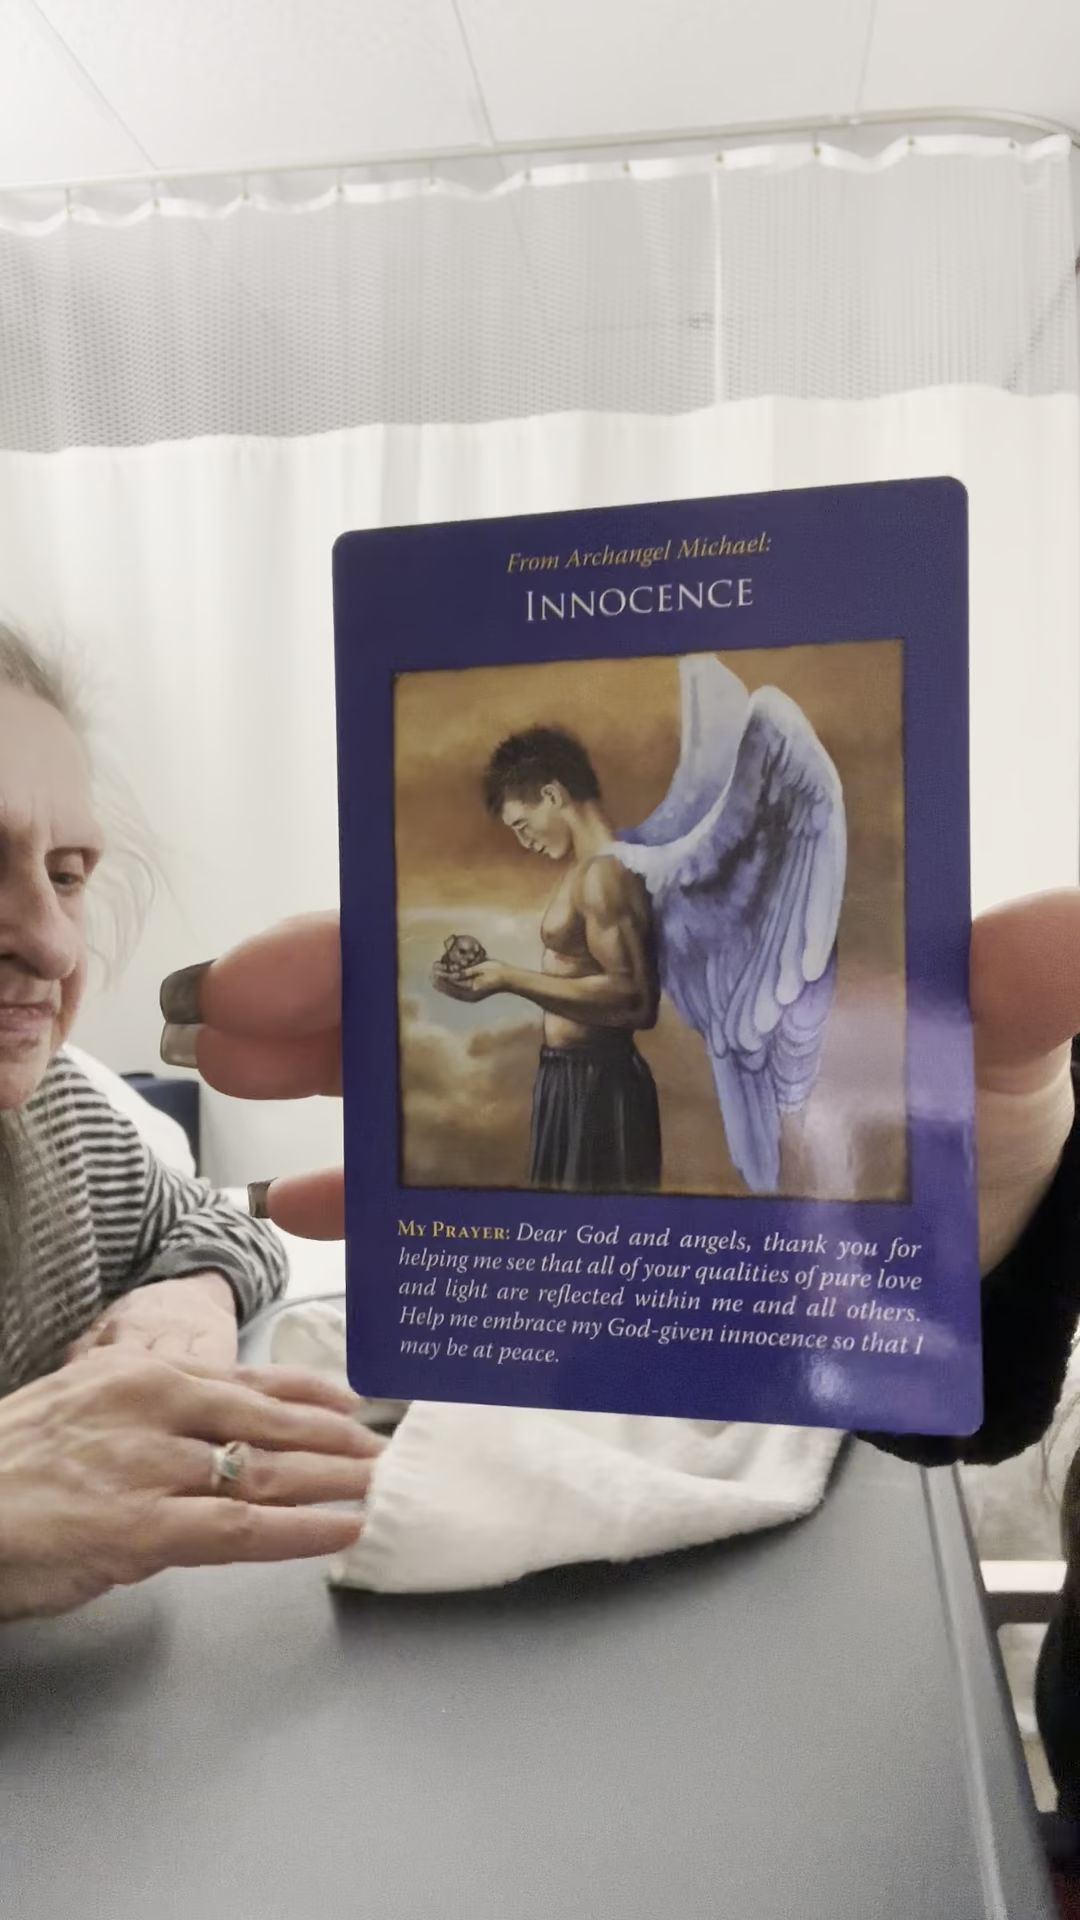 From Archangel Michael:
INNOCENCE
MY PRAYER: Dear God and angels, thank you for
helping me see that all of your qualities of pure love
and light are reflected within me and all others.
Help me embrace my God-given innocence so that I
may be at peace.